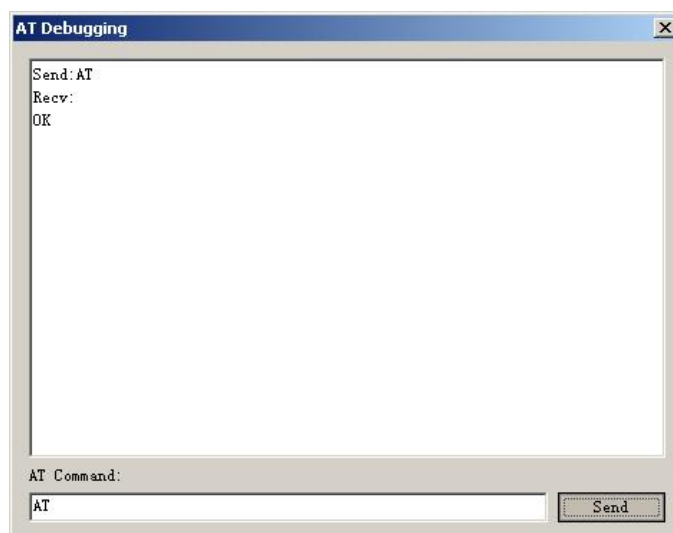 AT Debugging
Send:AT
Recv:
OK
AT Command:
AT
Send